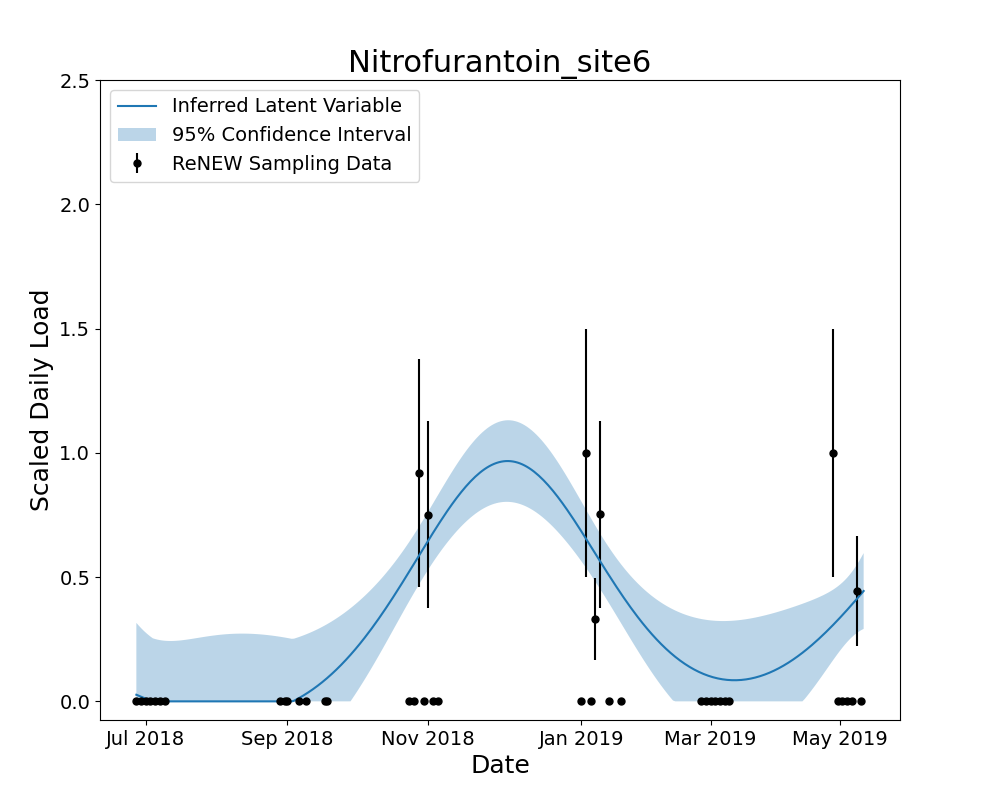 Nitrofurantoin_site6
2.5
Inferred Latent Variable
95% Confidence Interval
ReNEW Sampling Data
2.0
1.5
1.0
0.5
0.0
Scaled Daily Load
Jul 2018 Sep 2018 Nov 2018 Jan 2019 Mar 2019 May 2019
Date